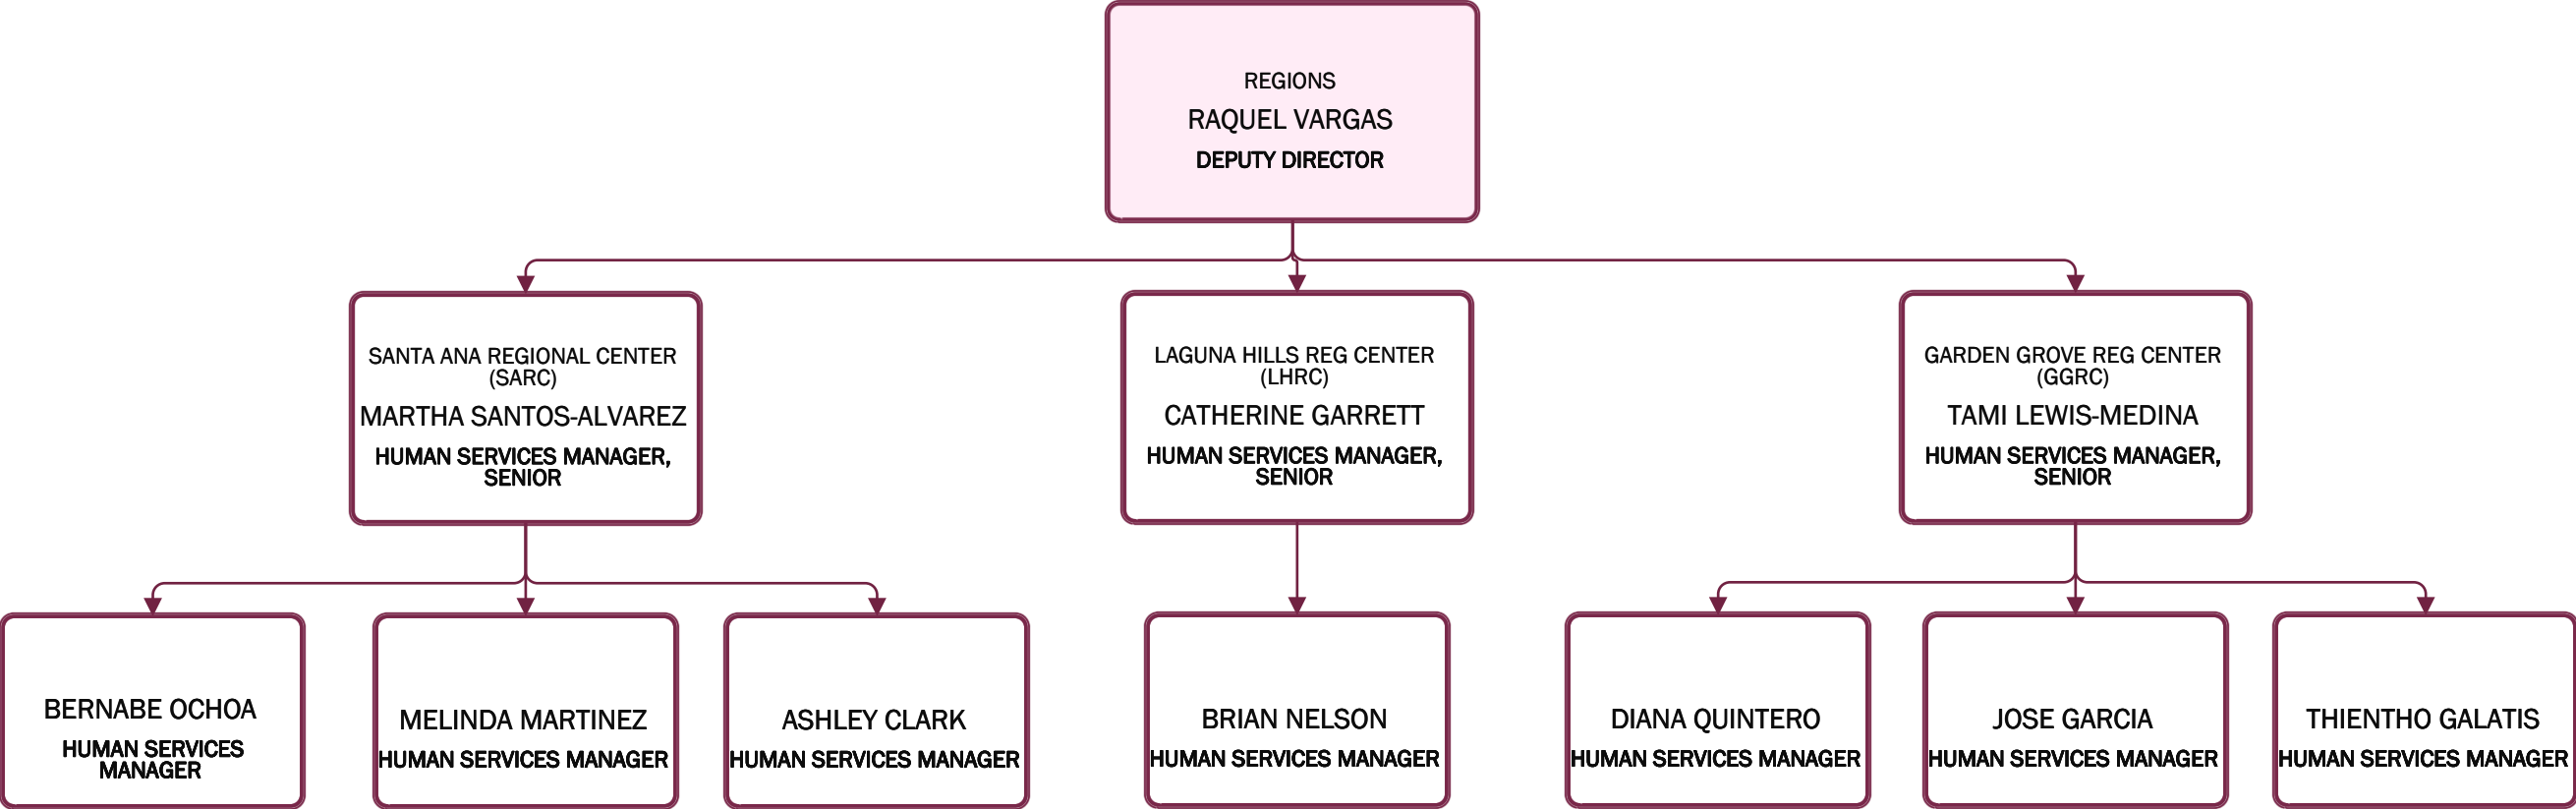 REGIONS
RAQUEL VARGAS
DEPUTY DIRECTOR
SANTA ANA REGIONAL CENTER
(SARC)
MARTHA SANTOS-ALVAREZ
HUMAN SERVICES MANAGER,
SENIOR
LAGUNA HILLS REG CENTER
(LHRC)
CATHERINE GARRETT
HUMAN SERVICES MANAGER,
SENIOR
GARDEN GROVE REG CENTER
(GGRC)
TAMI LEWIS-MEDINA
HUMAN SERVICES MANAGER,
SENIOR
BERNABE OCHOA
HUMAN SERVICES
MANAGER
MELINDA MARTINEZ
HUMAN SERVICES MANAGER
ASHLEY CLARK
HUMAN SERVICES MANAGER
BRIAN NELSON
HUMAN SERVICES MANAGER
DIANA QUINTERO
HUMAN SERVICES MANAGER
JOSE GARCIA
HUMAN SERVICES MANAGER
THIENTHO GALATIS
HUMAN SERVICES MANAGER